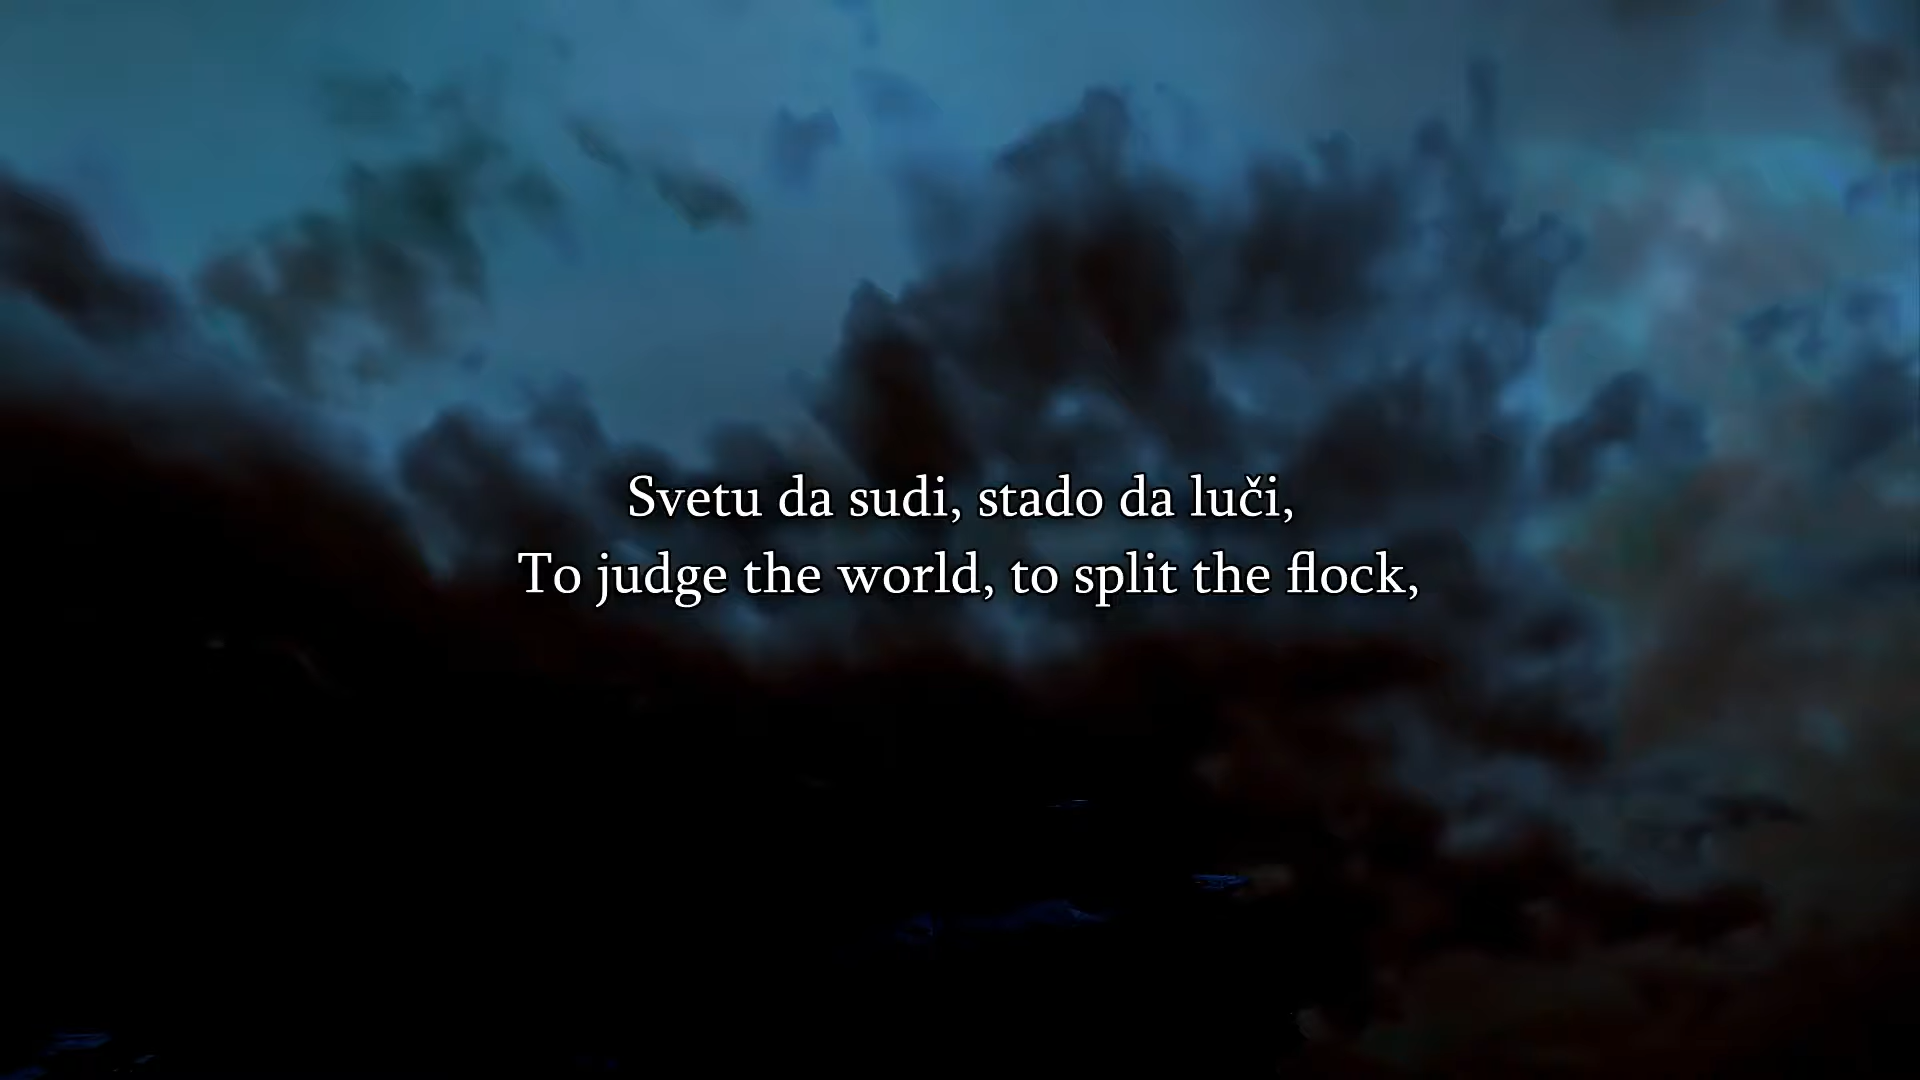 Svetu da sudi, stado da luči,
To judge the world, to split the flock,